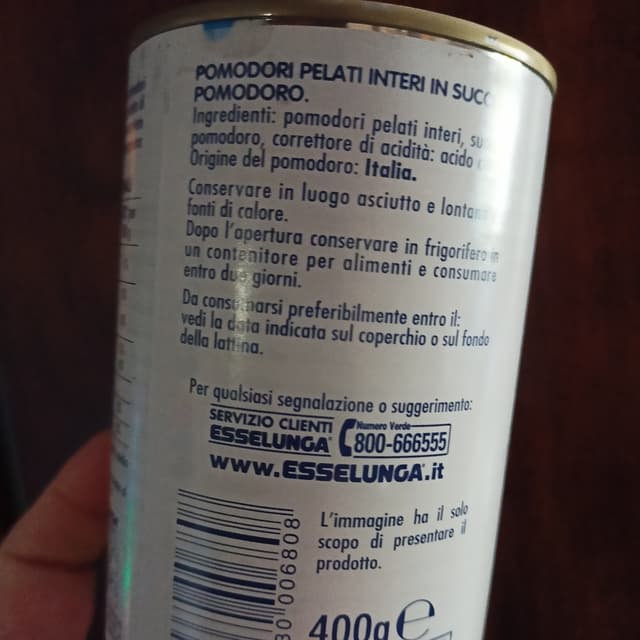 POMODORI PELATI INTERI IN
POMODORO.
Ingredienti: pomodori pelati interi,
pomodoro, correttore di acidità: acido
Origine del pomodoro: Italia.
Conservare in luogo asciutto e
fonti di calore.
Dopo l'apertura conservare in frigorifero in
un contenitore per alimenti e consumare
entro due giorni.
Da consumarsi preferibilmente entro il:
vedi la data indicata sul coperchio o sul fondo
della lattina.
Per qualsiasi segnalazione o suggerimento:
SERVIZIO CLIENTI Numero Verde
ESSELUNGA 800-666555
www.ESSELUNGA.it
L'immagine ha il solo
scopo di presentare il
prodotto.
400g e